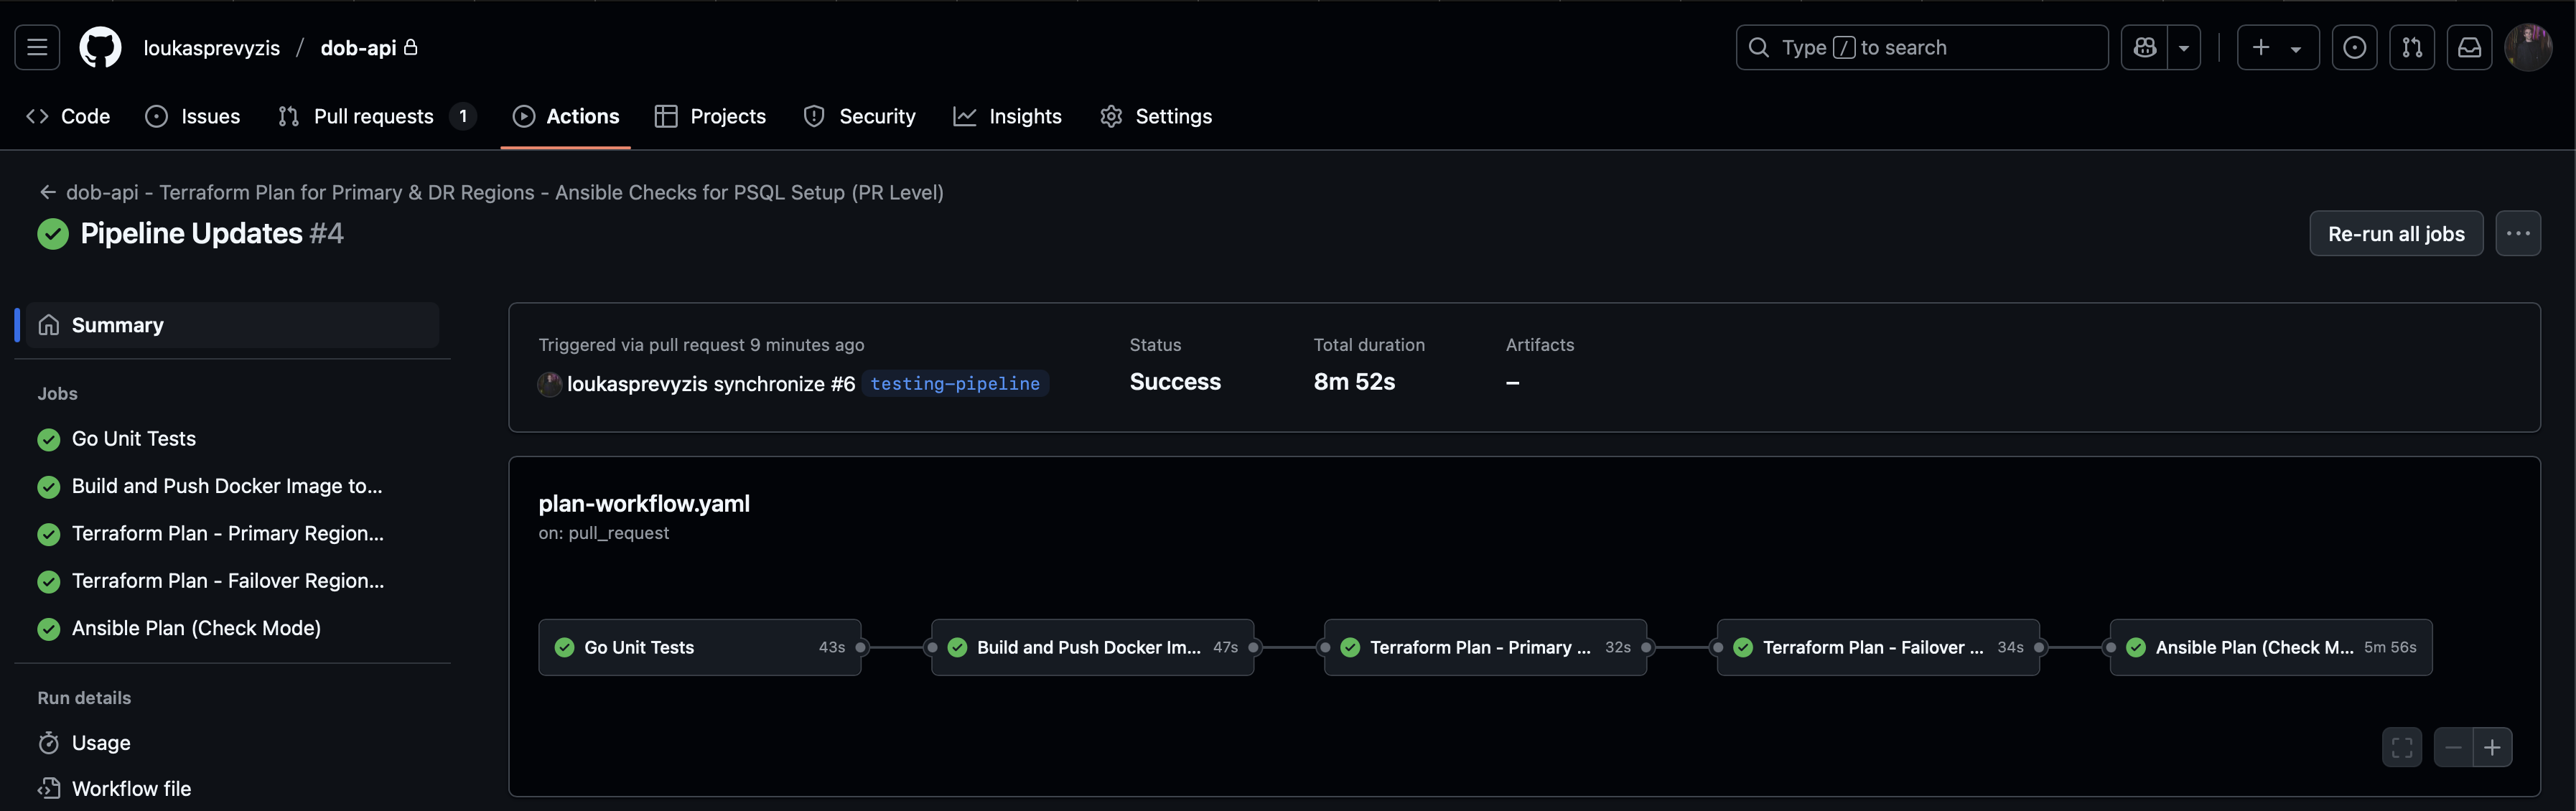 loukasprevyzis / dob-api
Type / to search
Code
Issues
Pull requests 1
Actions
Projects
Security
Insights
Settings
dob-api - Terraform Plan for Primary & DR Regions - Ansible Checks for PSQL Setup (PR Level)
Pipeline Updates #4
Re-run all jobs
Summary
Jobs
Go Unit Tests
Build and Push Docker Image to...
Terraform Plan - Primary Region...
Terraform Plan - Failover Region...
Ansible Plan (Check Mode)
Run details
Usage
Workflow file
Triggered via pull request 9 minutes ago
loukasprevyzis synchronize #6 testing-pipeline
Status
Success
Total duration
8m 52s
Artifacts
–
plan-workflow.yaml
on: pull_request
Go Unit Tests 43s
Build and Push Docker Im... 47s
Terraform Plan - Primary ... 32s
Terraform Plan - Failover ... 34s
Ansible Plan (Check M... 5m 56s